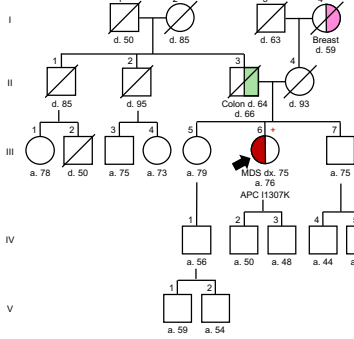 I
d. 50
d. 85
d. 63
Breast
d. 59
II
1
2
3
4
d. 85
d. 95
Colon d. 64
d. 66
d. 93
III
1
2
3
4
5
6
+
7
a. 78
d. 50
a. 75
a. 73
a. 79
MDS dx. 75
a. 76
APC I1307K
a. 75
IV
1
2
3
4
a. 56
a. 50
a. 48
a. 44
V
1
2
a. 59
a. 54